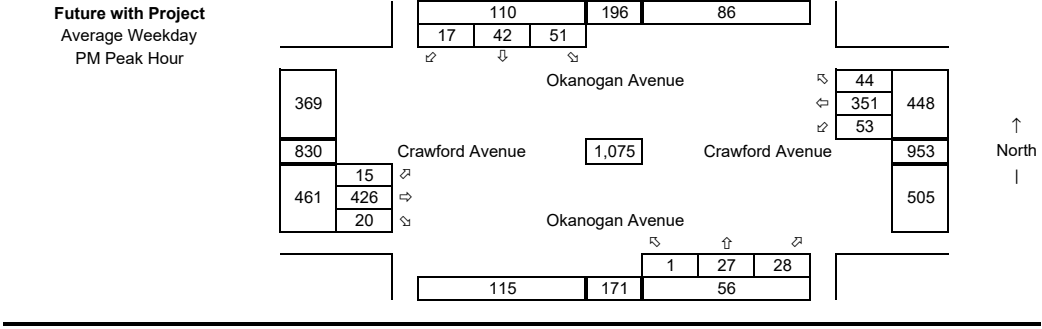 Future with Project
Average Weekday
PM Peak Hour
110 196 86
17 42 51
⬃ ⇩ ⬂
Okanogan Avenue
⬁ 44
369 ⇦ 351 448
⬃ 53
↑
830 Crawford Avenue 1,075 Crawford Avenue 953 North
|
15 ⬀
461 426 ⇨ 505
20 ⬂
Okanogan Avenue
⬁ ⇧ ⬀
1 27 28
115 171 56